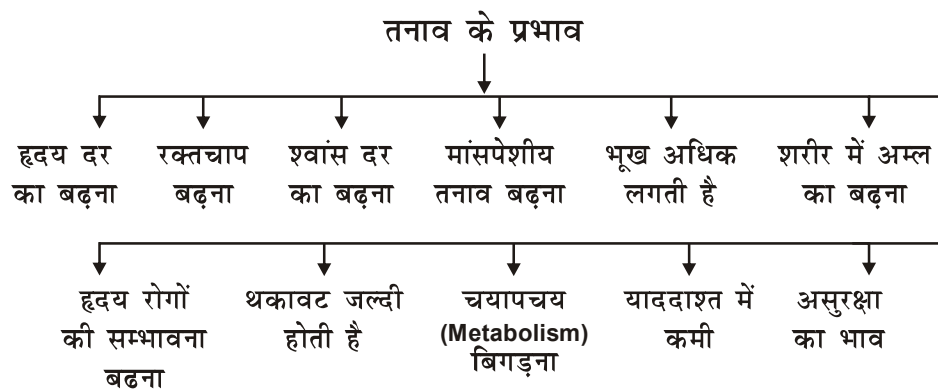 तनाव के प्रभाव
हृदय दर
का बढ़ना
रक्तचाप
बढ़ना
श्वांस दर
का बढ़ना
मांसपेशीय
तनाव बढ़ना
भूख अधिक
लगती है
शरीर में अम्ल
का बढ़ना
हृदय रोगों
की सम्भावना
बढ़ना
थकावट जल्दी
होती है
चयापचय
(Metabolism)
बिगड़ना
याददाश्त में
कमी
असुरक्षा
का भाव